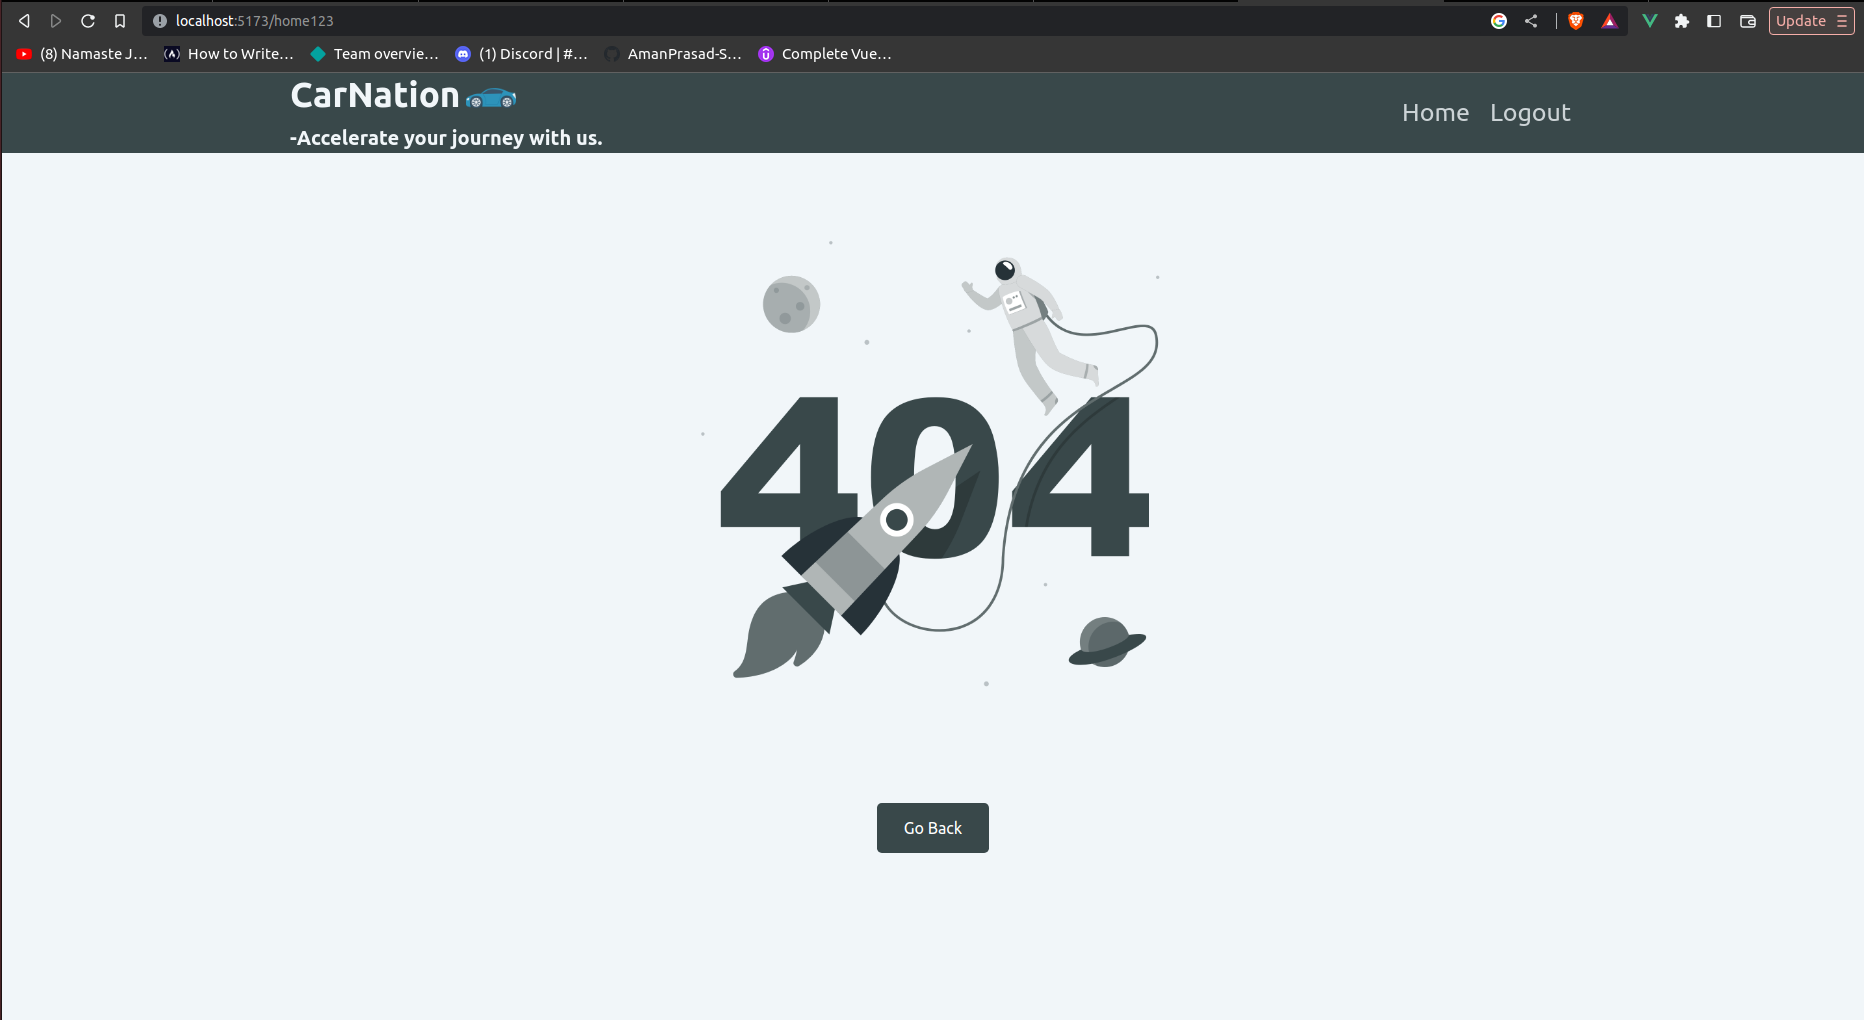 localhost:5173/home123
Update
(8) Namaste J...
How to Write...
Team overvie...
(1) Discord | #...
AmanPrasad-S...
Complete Vue...
CarNation
-Accelerate your journey with us.
Home
Logout
404
Go Back